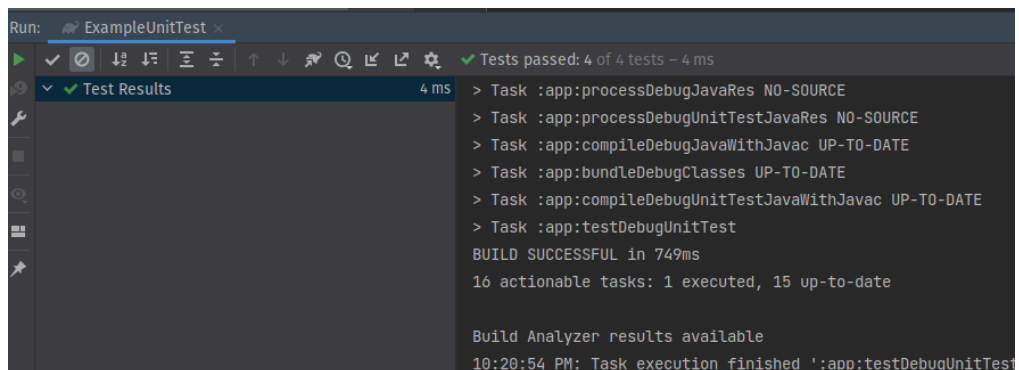 Run: ExampleUnitTest
Tests passed: 4 of 4 tests – 4 ms
Test Results 4 ms
> Task :app:processDebugJavaRes NO-SOURCE
> Task :app:processDebugUnitTestJavaRes NO-SOURCE
> Task :app:compileDebugJavaWithJavac UP-TO-DATE
> Task :app:bundleDebugClasses UP-TO-DATE
> Task :app:compileDebugUnitTestJavaWithJavac UP-TO-DATE
> Task :app:testDebugUnitTest
BUILD SUCCESSFUL in 749ms
16 actionable tasks: 1 executed, 15 up-to-date
Build Analyzer results available
10:20:54 PM: Task execution finished ':app:testDebugUnitTest